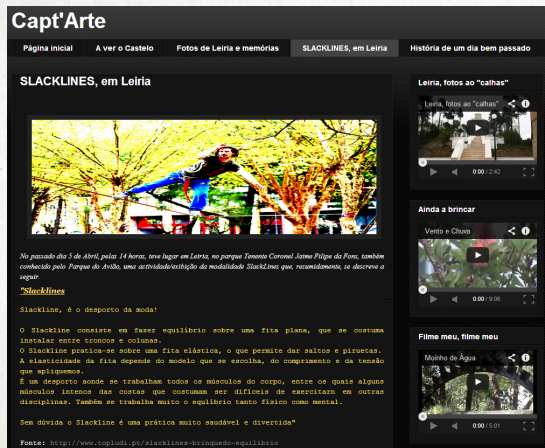 Capt'Arte
Página inicial
A ver o Castelo
Fotos de Leiria e memórias
SLACKLINES, em Leiria
História de um dia bem passado
SLACKLINES, em Leiria
No passado dia 5 de Abril, pelas 14 horas, teve lugar em Leiria, no parque Tenente Coronel Jaime Filipe da Fons, também
conhecido pelo Parque do Avião, uma actividade/exibição da modalidade SlackLines que, resumidamente, se descreve a
seguir.
"Slacklines
Slackline, é o desporto da moda!
O Slackline consiste em fazer equilíbrio sobre uma fita plana, que se costuma
instalar entre troncos e colunas.
O Slackline pratica-se sobre uma fita elástica, o que permite dar saltos e piruetas.
A elasticidade da fita depende do modelo que se escolha, do comprimento e da tensão
que apliquemos.
É um desporto aonde se trabalham todos os músculos do corpo, entre os quais alguns
músculos intensos das costas que costumam ser difíceis de exercitarm en outras
disciplinas. Também se trabalha muito o equilíbrio tanto físico como mental.
Sem dúvida o Slackline é uma prática muito saudável e divertida"
Fonte: http://www.topludi.pt/slacklines-brinquedo-equilibrio
Leiria, fotos ao "calhas"
Leiria, fotos ao "calhas"
0:00 / 2:42
Ainda a brincar
Vento e Chuva
0:00 / 9:06
Filme meu, filme meu
Moinho de Água
0:00 / 5:01